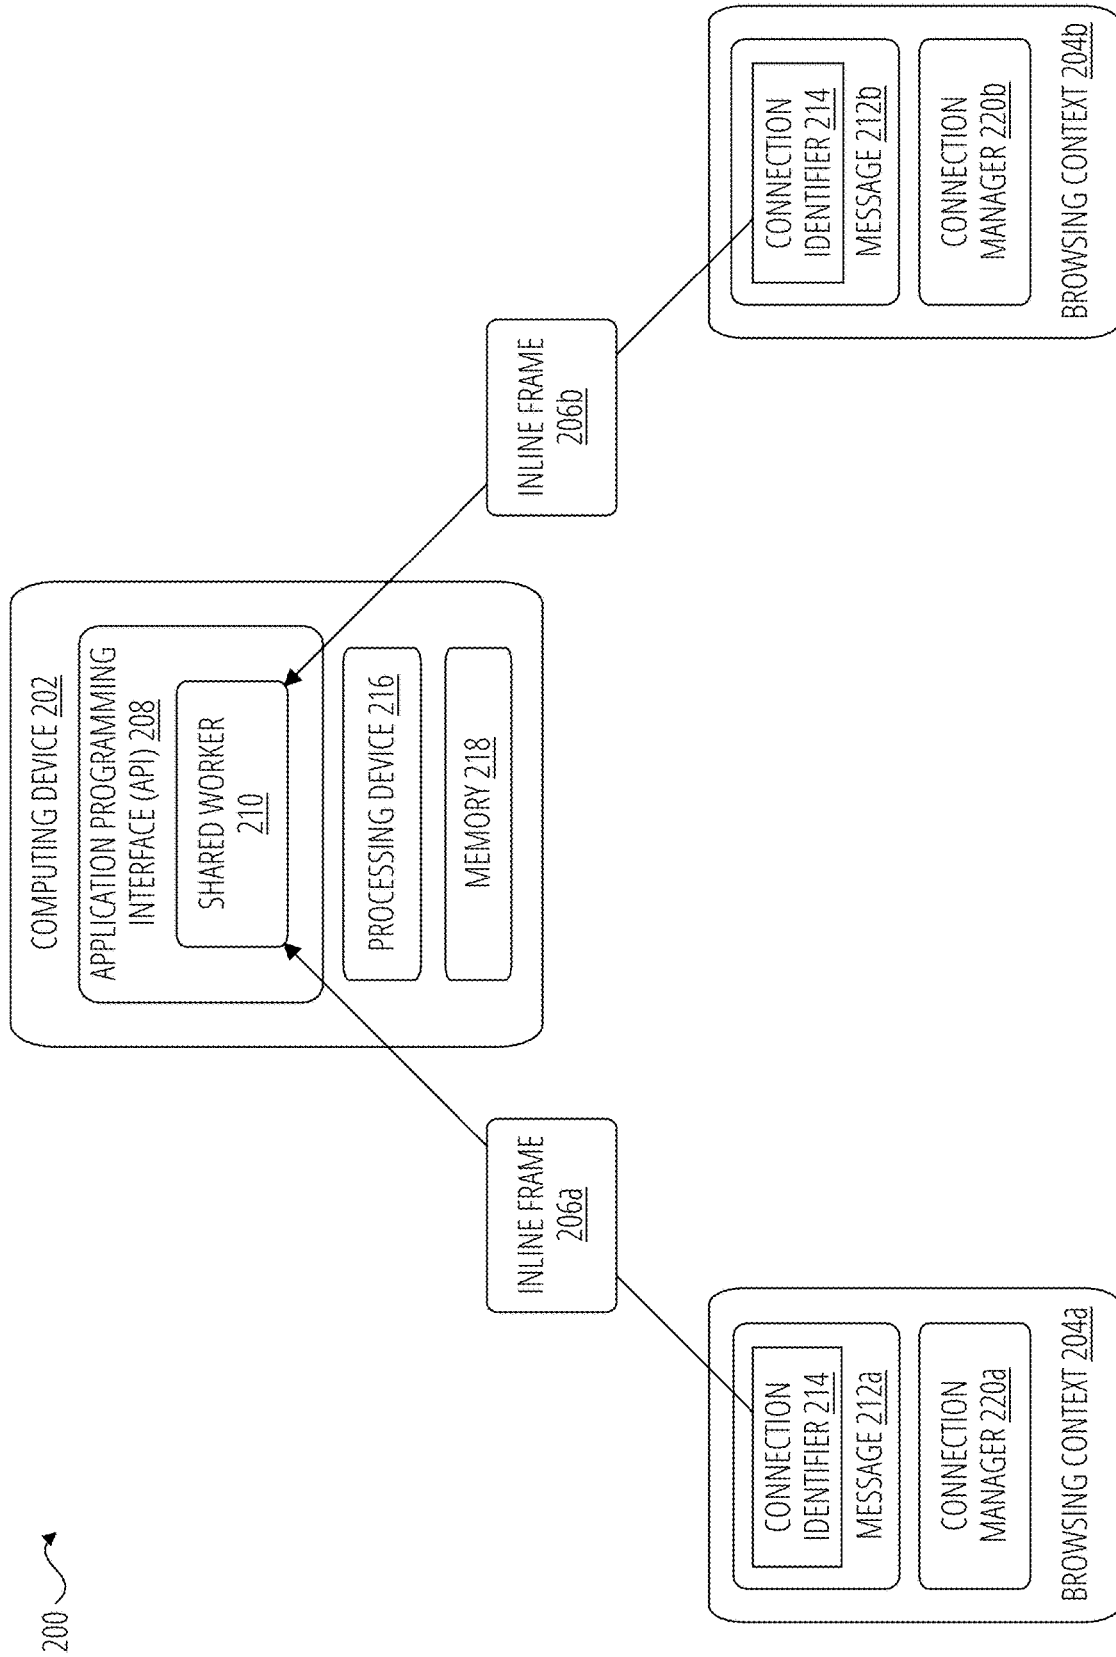 200
COMPUTING DEVICE 202
APPLICATION PROGRAMMING
INTERFACE (API) 208
SHARED WORKER
210
PROCESSING DEVICE 216
MEMORY 218
INLINE FRAME
206a
INLINE FRAME
206b
CONNECTION
IDENTIFIER 214
MESSAGE 212a
CONNECTION
MANAGER 220a
BROWSING CONTEXT 204a
CONNECTION
IDENTIFIER 214
MESSAGE 212b
CONNECTION
MANAGER 220b
BROWSING CONTEXT 204b